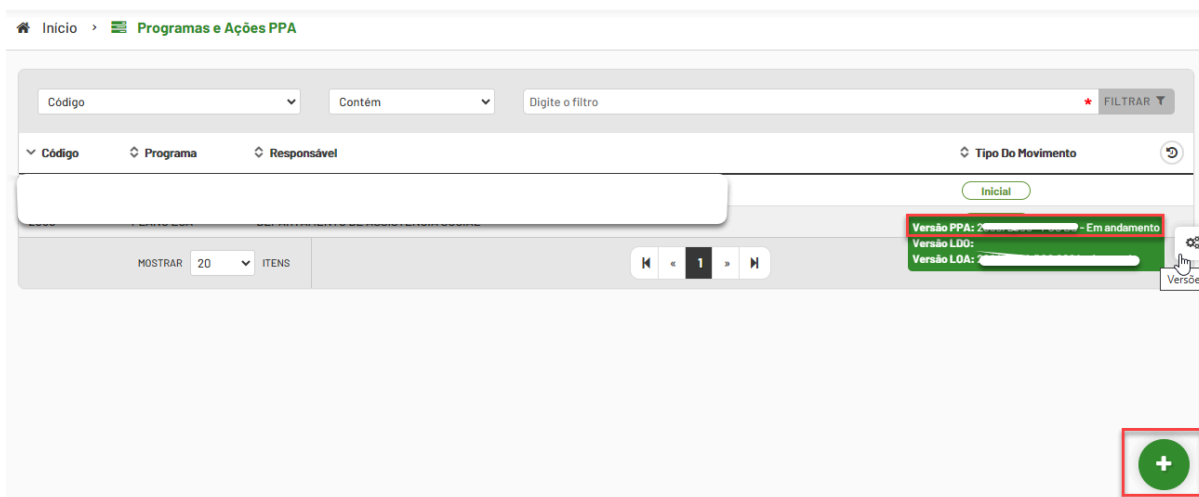 Início > Programas e Ações PPA
Código Contém Digite o filtro * FILTRAR
Código Programa Responsável Tipo Do Movimento
Inicial
Versão PPA: - Em andamento
Versão LDO:
Versão LOA:
MOSTRAR 20 ITENS « 1 »
Versõe
+